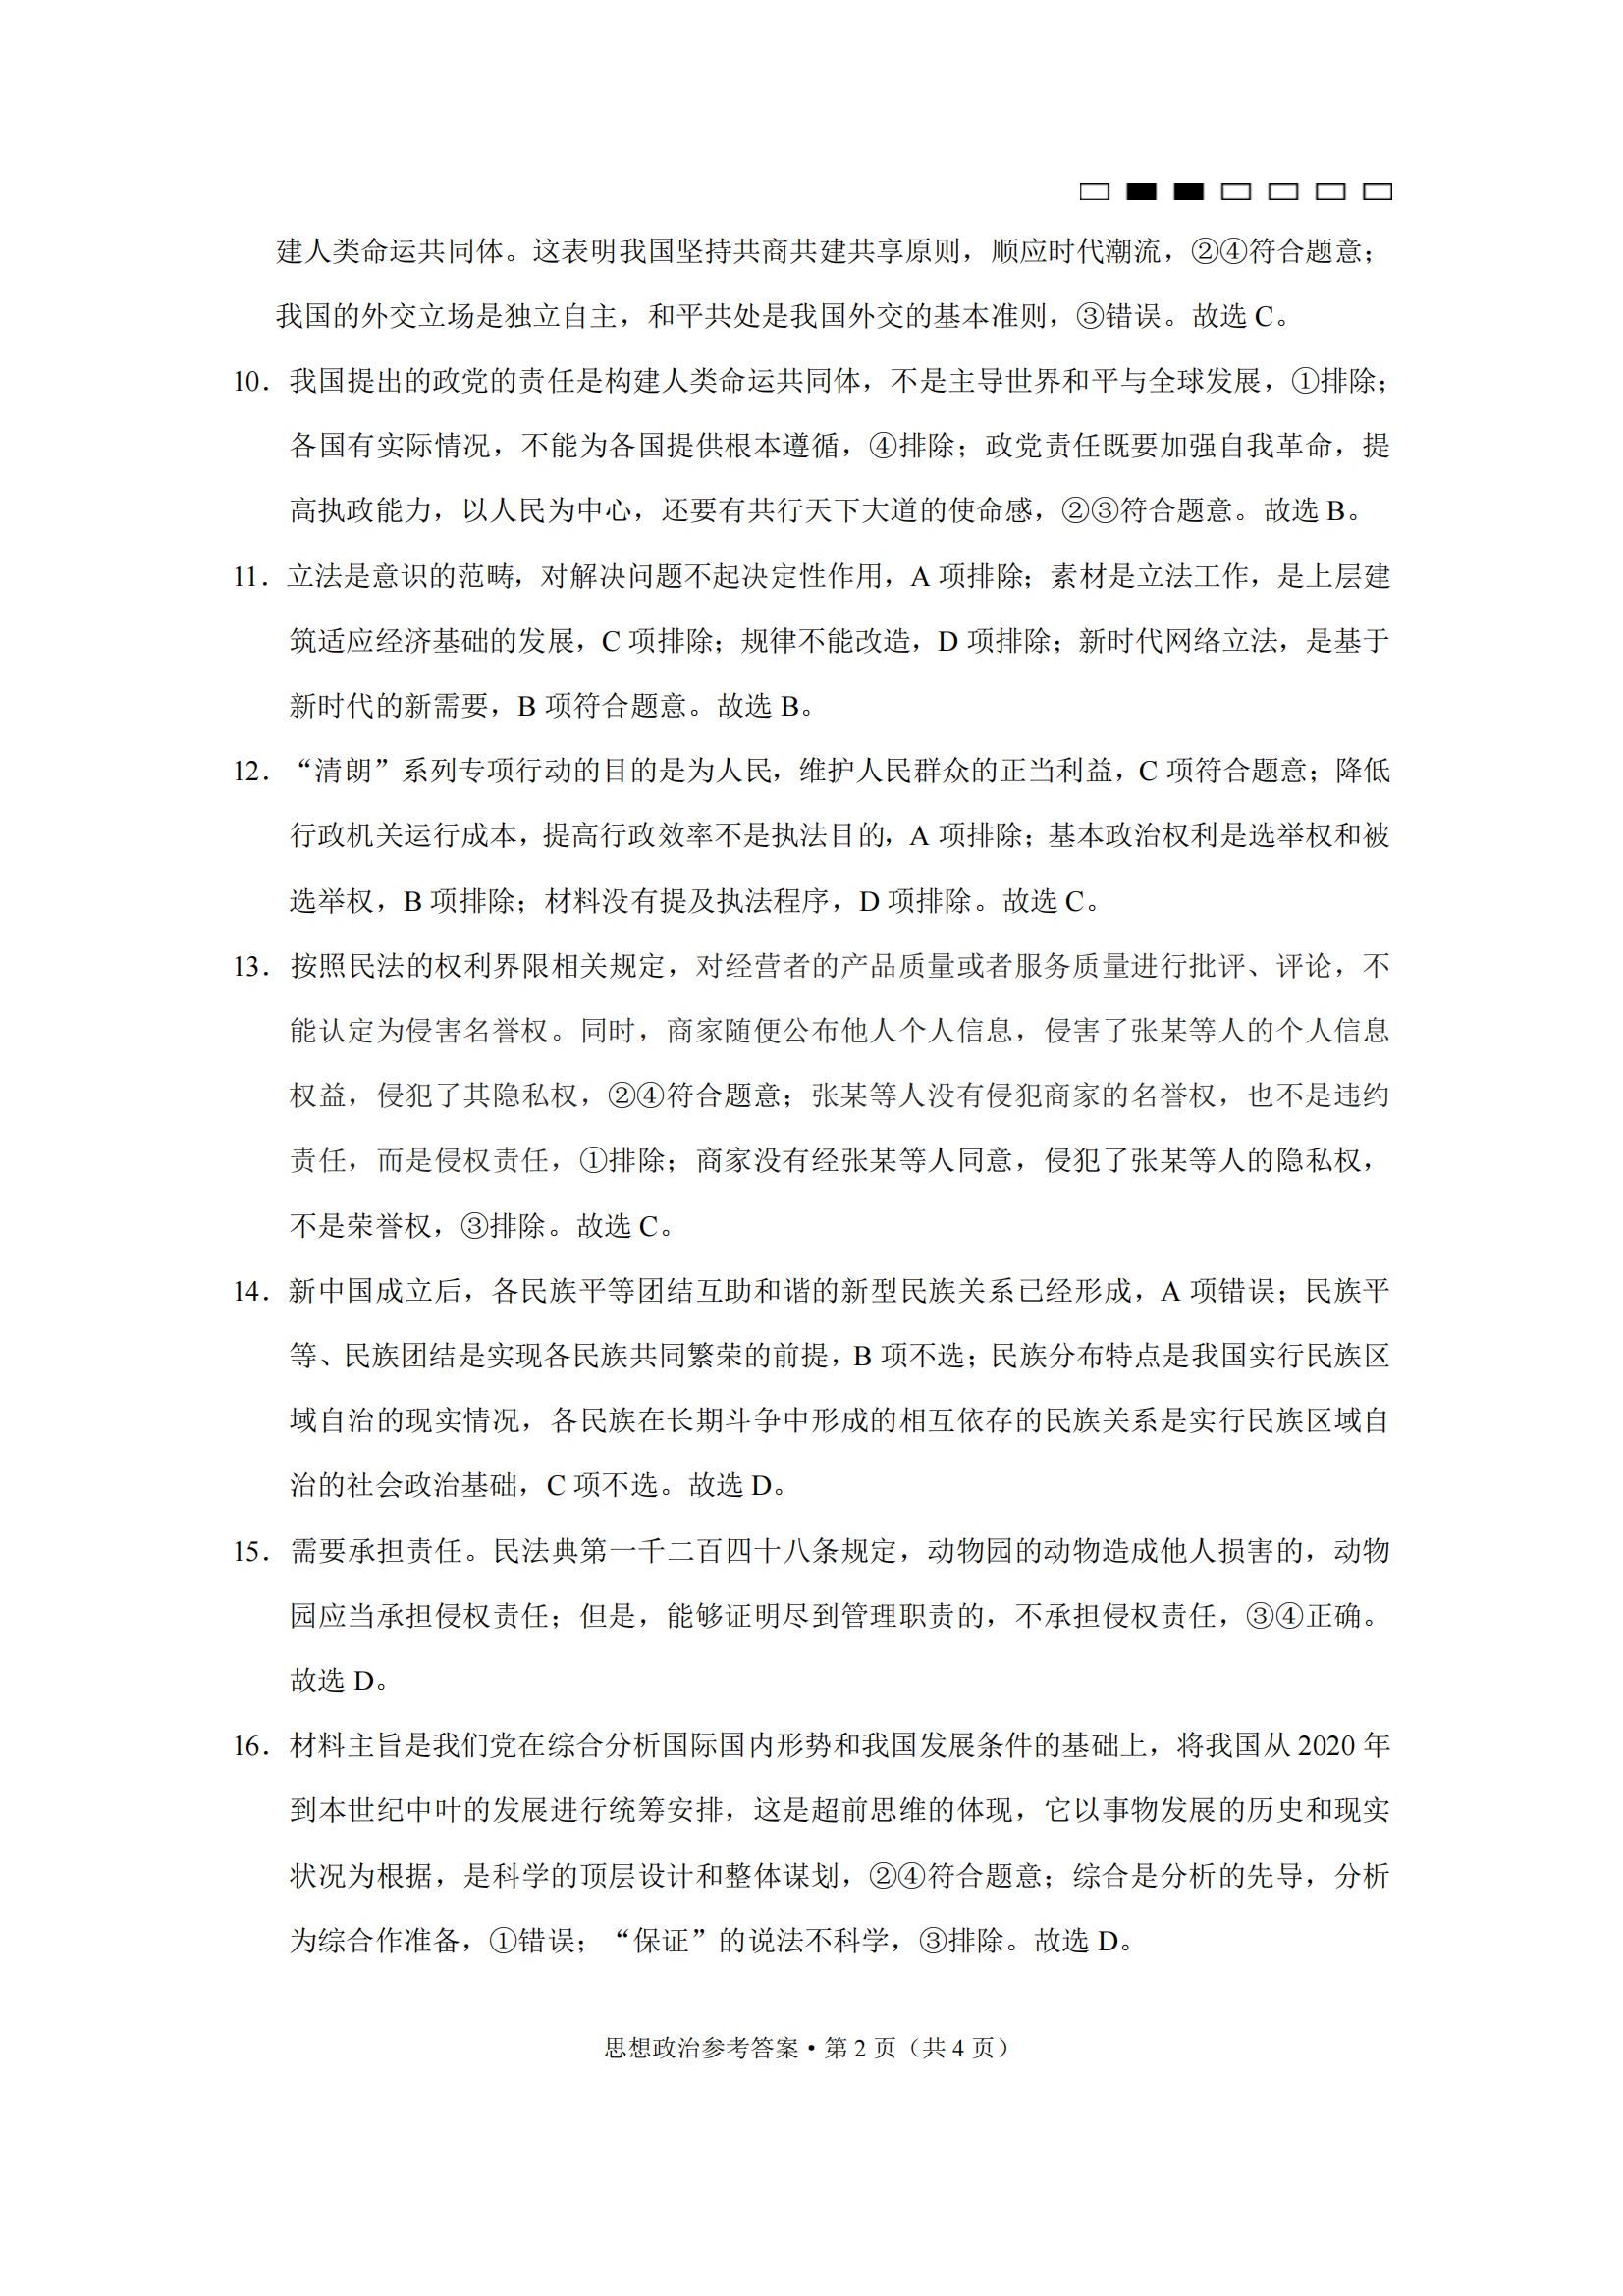 建人类命运共同体。这表明我国坚持共商共建共享原则，顺应时代潮流，②④符合题意；
我国的外交立场是独立自主，和平共处是我国外交的基本准则，③错误。故选 C。
10．我国提出的政党的责任是构建人类命运共同体，不是主导世界和平与全球发展，①排除；
各国有实际情况，不能为各国提供根本遵循，④排除；政党责任既要加强自我革命，提
高执政能力，以人民为中心，还要有共行天下大道的使命感，②③符合题意。故选 B。
11．立法是意识的范畴，对解决问题不起决定性作用，A 项排除；素材是立法工作，是上层建
筑适应经济基础的发展，C 项排除；规律不能改造，D 项排除；新时代网络立法，是基于
新时代的新需要，B 项符合题意。故选 B。
12．“清朗”系列专项行动的目的是为人民，维护人民群众的正当利益，C 项符合题意；降低
行政机关运行成本，提高行政效率不是执法目的，A 项排除；基本政治权利是选举权和被
选举权，B 项排除；材料没有提及执法程序，D 项排除。故选 C。
13．按照民法的权利界限相关规定，对经营者的产品质量或者服务质量进行批评、评论，不
能认定为侵害名誉权。同时，商家随便公布他人个人信息，侵害了张某等人的个人信息
权益，侵犯了其隐私权，②④符合题意；张某等人没有侵犯商家的名誉权，也不是违约
责任，而是侵权责任，①排除；商家没有经张某等人同意，侵犯了张某等人的隐私权，
不是荣誉权，③排除。故选 C。
14．新中国成立后，各民族平等团结互助和谐的新型民族关系已经形成，A 项错误；民族平
等、民族团结是实现各民族共同繁荣的前提，B 项不选；民族分布特点是我国实行民族区
域自治的现实情况，各民族在长期斗争中形成的相互依存的民族关系是实行民族区域自
治的社会政治基础，C 项不选。故选 D。
15．需要承担责任。民法典第一千二百四十八条规定，动物园的动物造成他人损害的，动物
园应当承担侵权责任；但是，能够证明尽到管理职责的，不承担侵权责任，③④正确。
故选 D。
16．材料主旨是我们党在综合分析国际国内形势和我国发展条件的基础上，将我国从 2020 年
到本世纪中叶的发展进行统筹安排，这是超前思维的体现，它以事物发展的历史和现实
状况为根据，是科学的顶层设计和整体谋划，②④符合题意；综合是分析的先导，分析
为综合作准备，①错误；“保证”的说法不科学，③排除。故选 D。
思想政治参考答案·第 2 页（共 4 页）